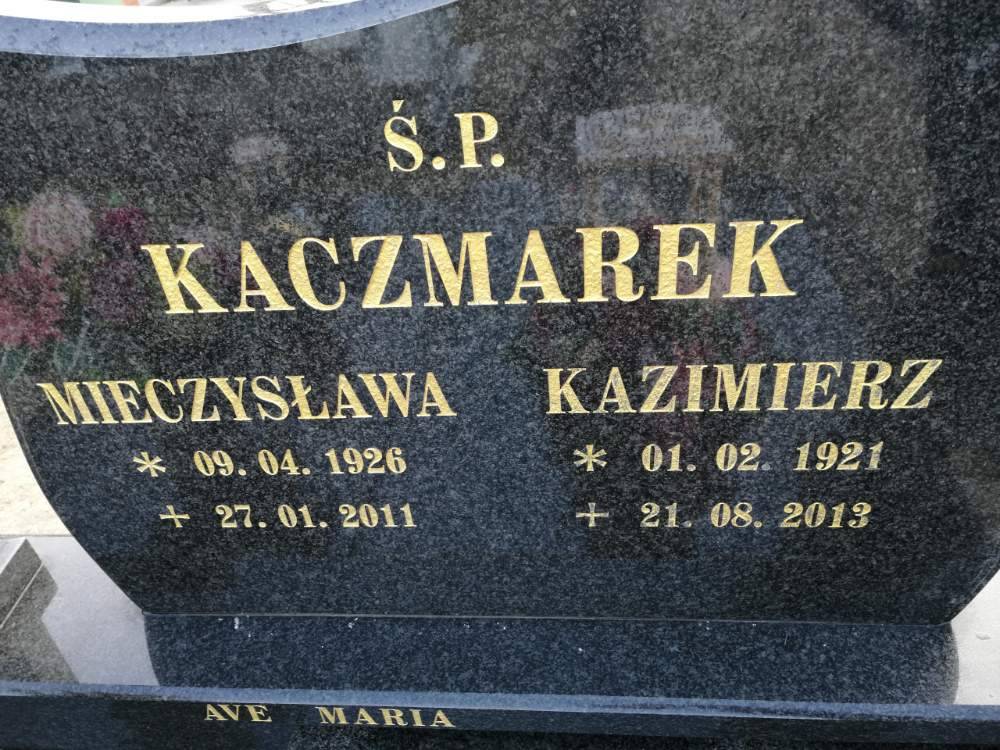 Ś.P.
KACZMAREK
MIECZYSŁAWA KAZIMIERZ
* 09. 04. 1926 * 01. 02. 1921
+ 27. 01. 2011 + 21. 08. 2013
AVE MARIA